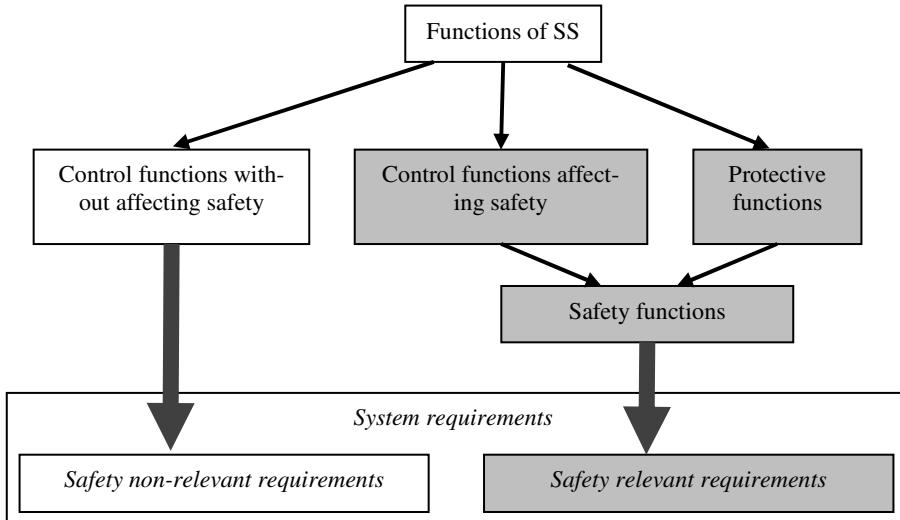 Functions of SS
Control functions with-
out affecting safety
Control functions affect-
ing safety
Protective
functions
Safety functions
System requirements
Safety non-relevant requirements
Safety relevant requirements